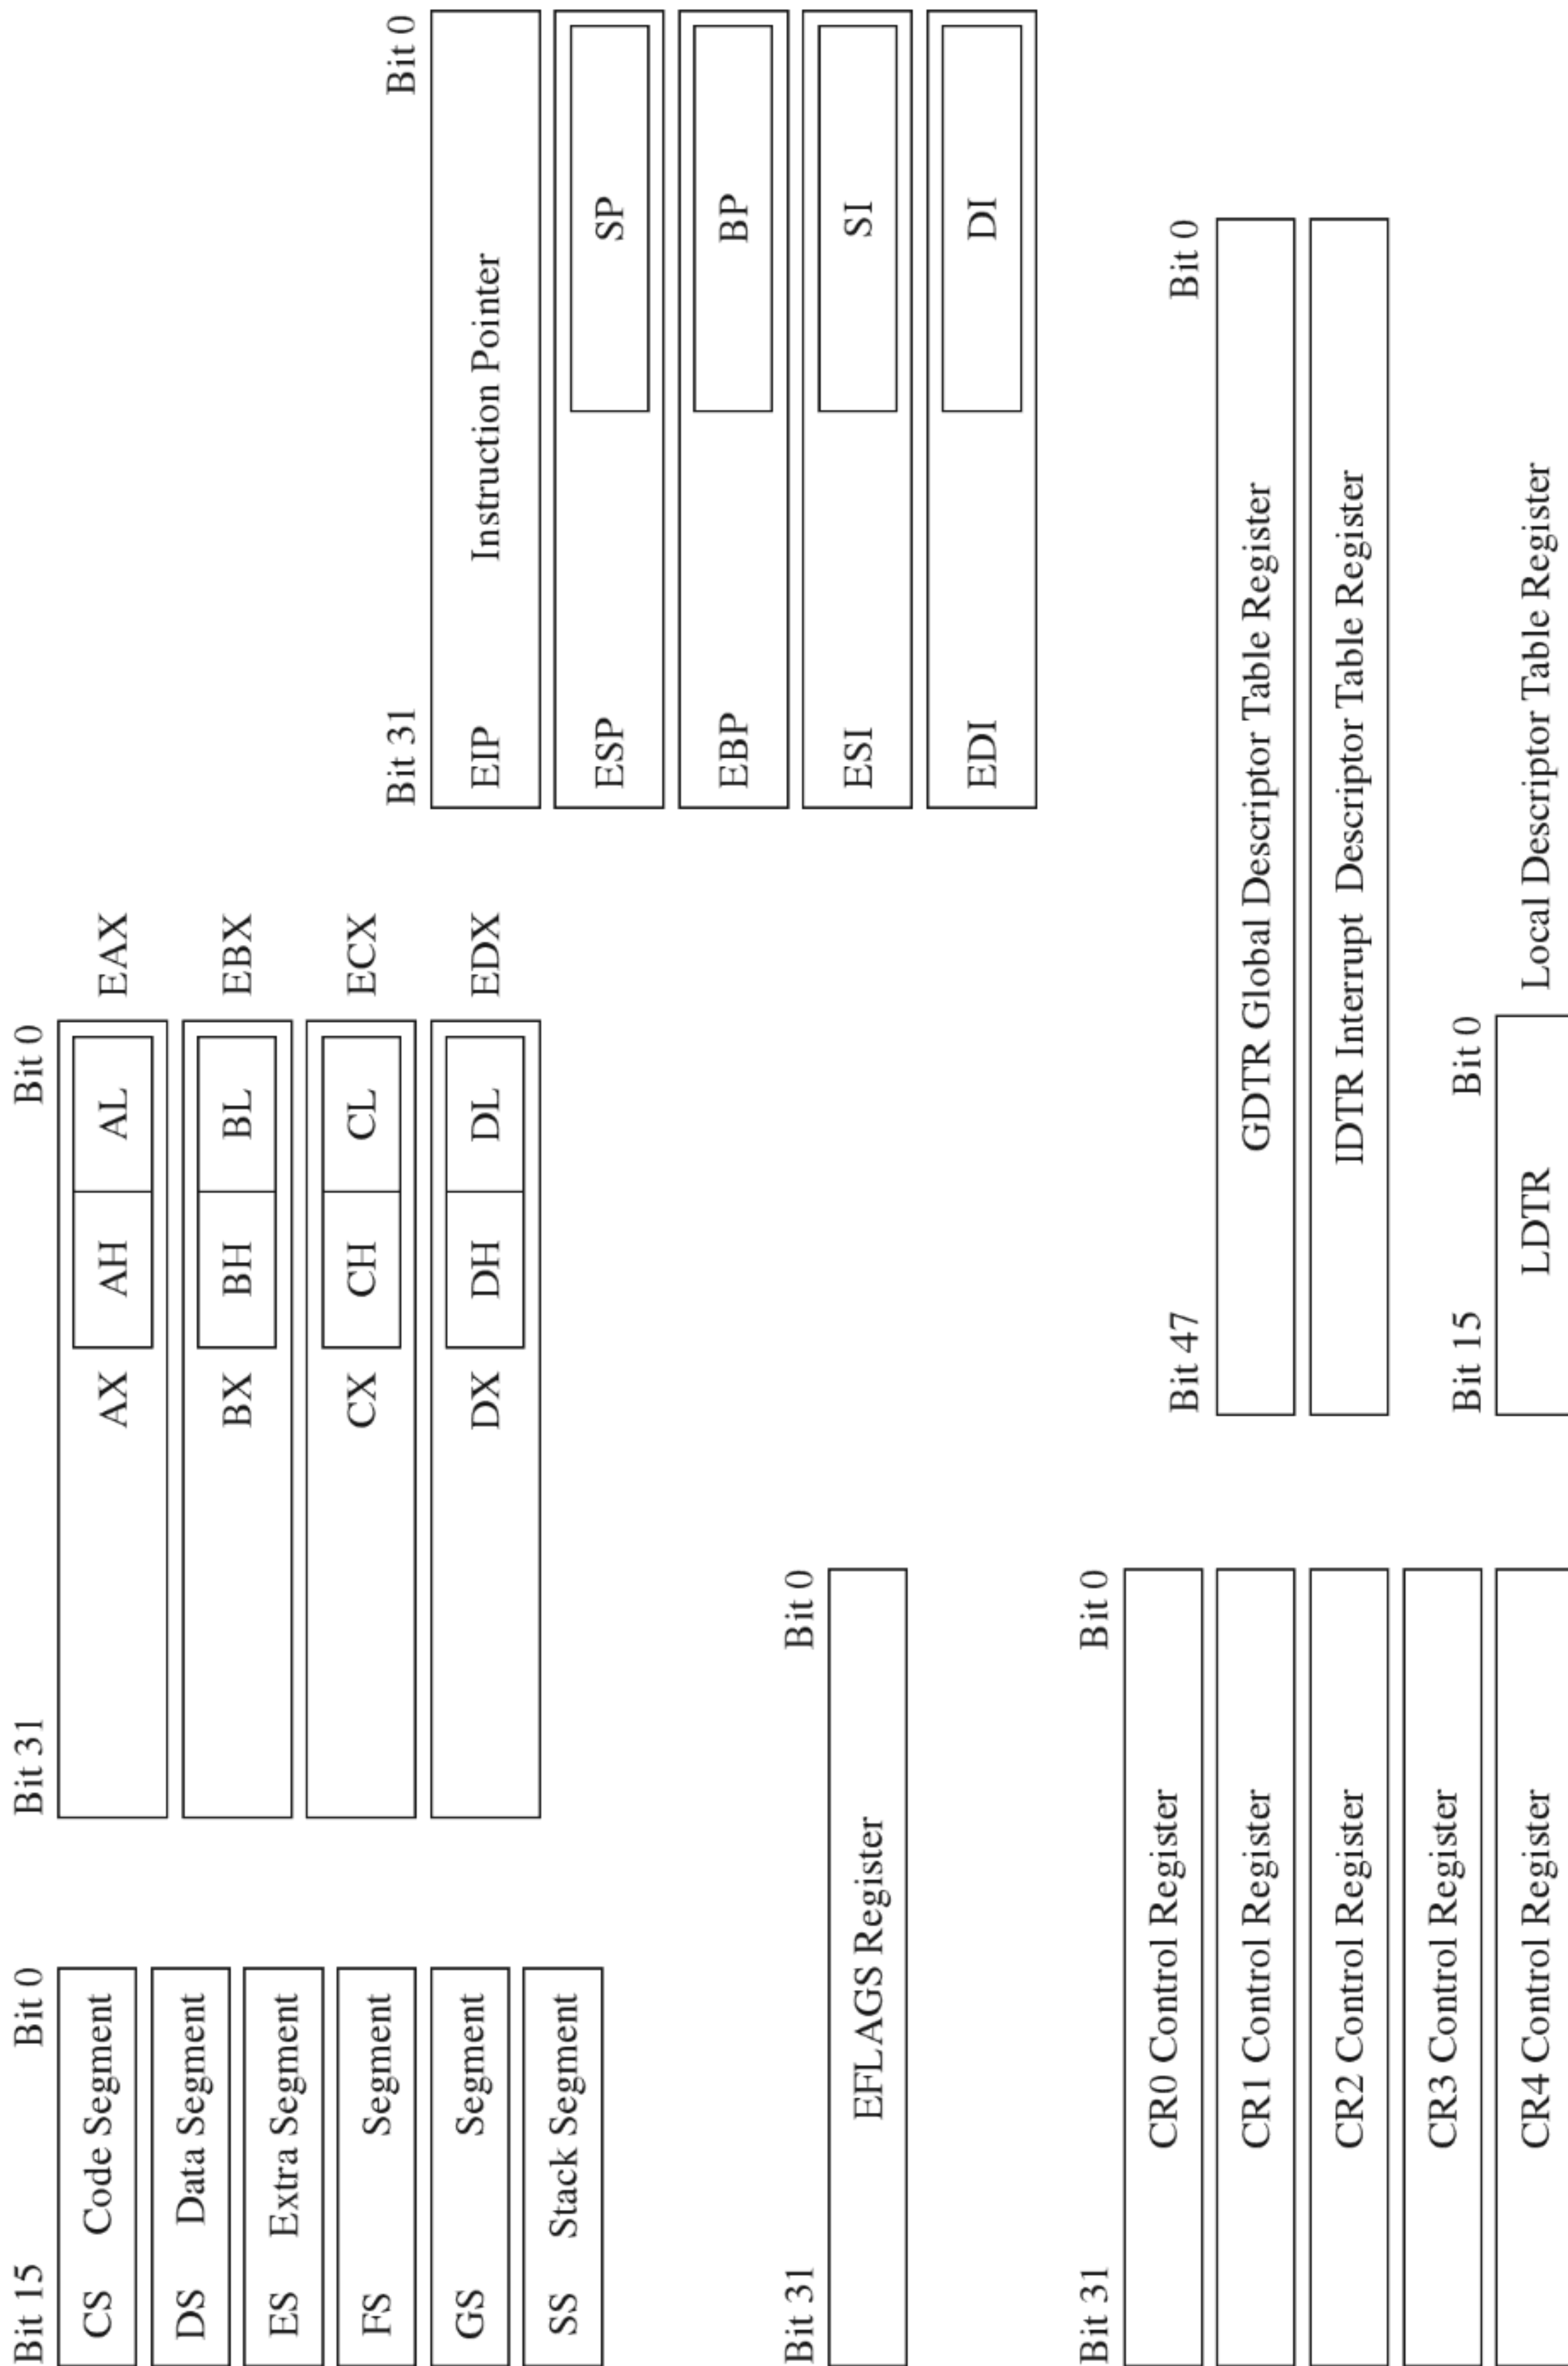 Bit 15 Bit 0
CS Code Segment
DS Data Segment
ES Extra Segment
FS Segment
GS Segment
SS Stack Segment
Bit 31 Bit 0
AX AH AL EAX
BX BH BL EBX
CX CH CL ECX
DX DH DL EDX
Bit 31 Bit 0
EIP Instruction Pointer
ESP SP
EBP BP
ESI SI
EDI DI
Bit 31 Bit 0
EFLAGS Register
Bit 31 Bit 0
CR0 Control Register
CR1 Control Register
CR2 Control Register
CR3 Control Register
CR4 Control Register
Bit 47 Bit 0
GDTR Global Descriptor Table Register
IDTR Interrupt Descriptor Table Register
Bit 15 Bit 0
LDTR Local Descriptor Table Register